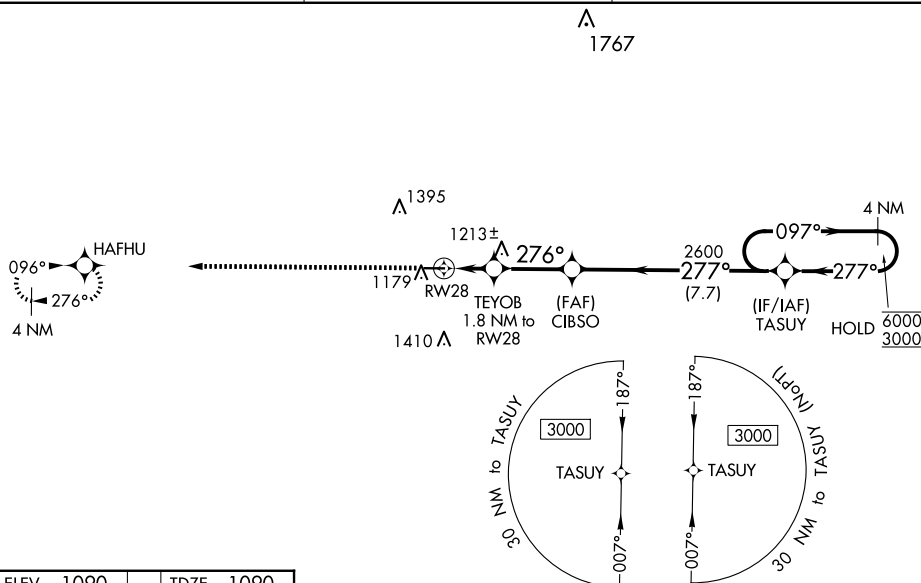 1767
1395
4 NM
1213±
097°
HAFHU
276°
2600
096°
277°
277°
1179
RW28
(7.7)
276°
TEYOB
(FAF)
(IF/IAF)
6000
4 NM
1.8 NM to
CIBSO
TASUY
HOLD
3000
RW28
1410
30 NM to TASUY
187°
187°
30 NM to TASUY (NoPT)
3000
3000
TASUY
TASUY
007°
007°
ELEV 1090
TDZE 1090